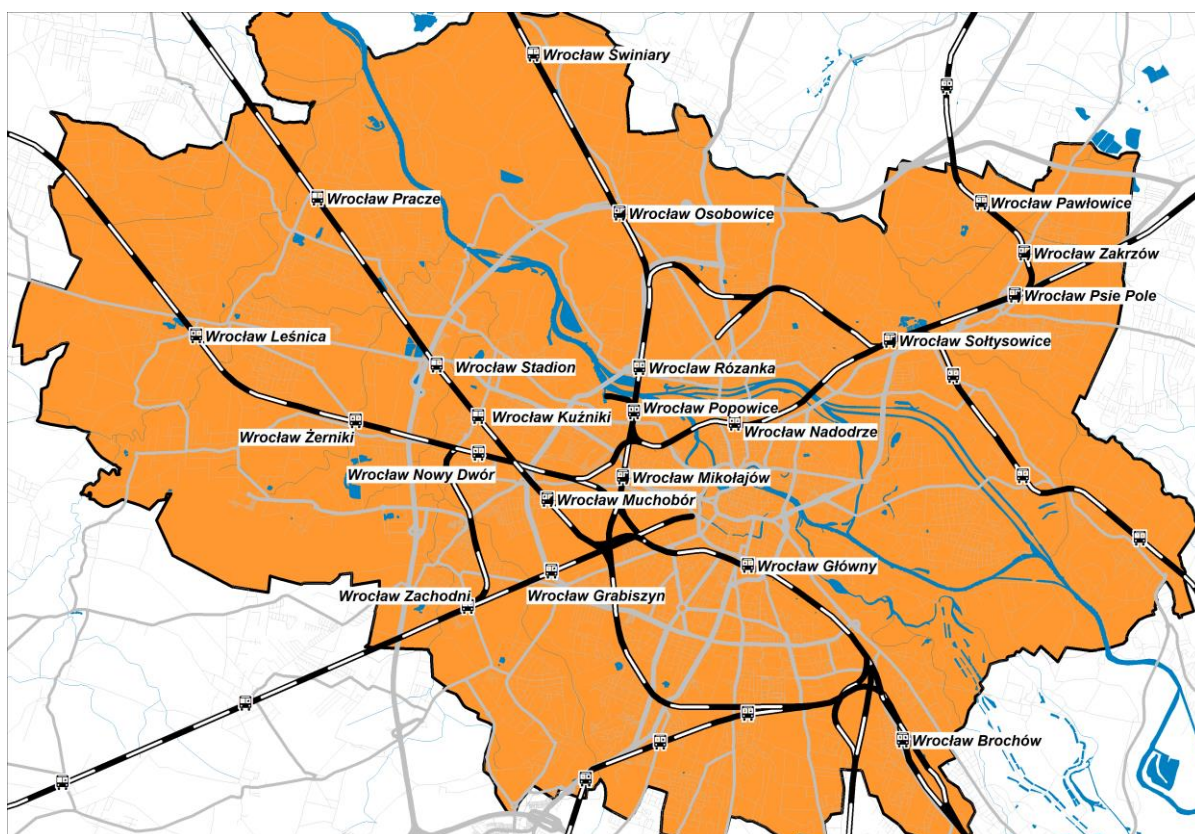 Wrocław Świniary
Wrocław Pracze
Wrocław Pawłowice
Wrocław Osobowice
Wrocław Zakrzów
Wrocław Psie Pole
Wrocław Leśnica
Wrocław Sołtysowice
Wrocław Stadion
Wroclaw Rózanka
Wrocław Kuźniki
Wrocław Popowice
Wrocław Żerniki
Wrocław Nadodrze
Wrocław Nowy Dwór
Wrocław Mikołajów
Wrocław Muchobór
Wrocław Główny
Wrocław Zachodni
Wrocław Grabiszyn
Wrocław Brochów